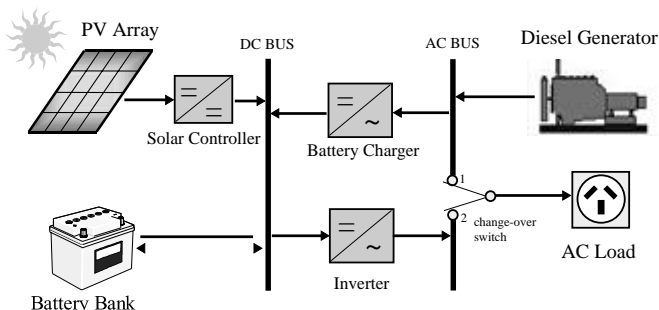 PV Array
DC BUS
AC BUS
Diesel Generator
Solar Controller
Battery Charger
1
2
change-over
switch
Inverter
AC Load
Battery Bank